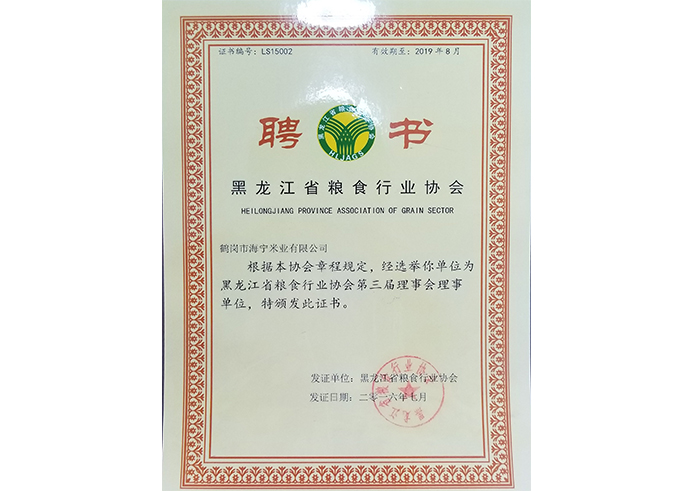 证书编号：LS15002
有效期至：2019年8月
聘 书
HLJAGS
黑龙江省粮食行业协会
HEILONGJIANG PROVINCE ASSOCIATION OF GRAIN SECTOR
鹤岗市海宁米业有限公司
根据本协会章程规定，经选举你单位为
黑龙江省粮食行业协会第三届理事会理事
单位，特颁发此证书。
发证单位：黑龙江省粮食行业协会
发证日期：二〇一六年七月